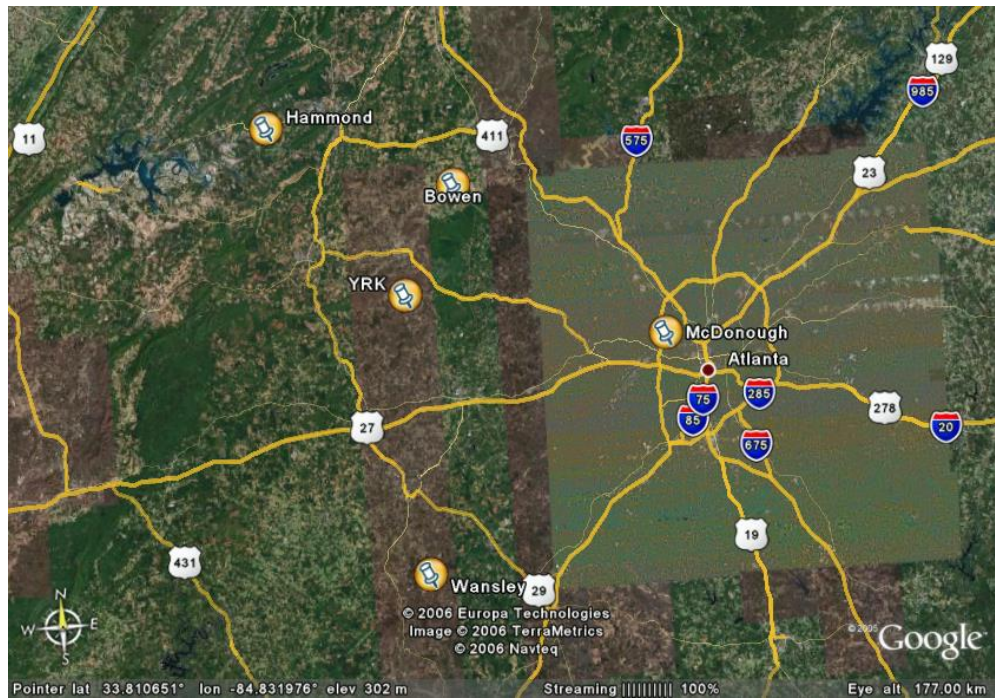 129
985
Hammond
11
411
575
23
Bowen
YRK
McDonough
Atlanta
75
285
85
278
20
27
675
19
431
Wansley
29
N
W E
S
© 2006 Europa Technologies
Image © 2006 TerraMetrics
© 2006 Navteq
© 2005 Google™
Pointer lat 33.810651° lon -84.831976° elev 302 m Streaming |||||||||| 100% Eye alt 177.00 km